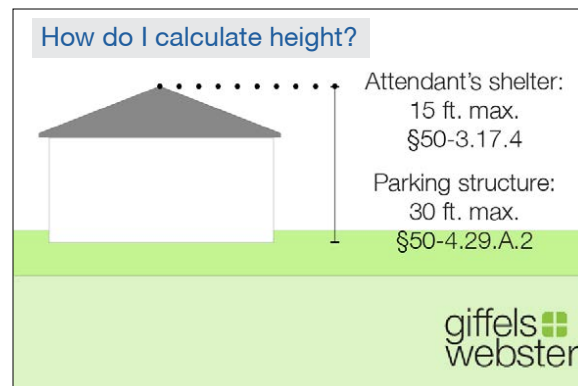 How do I calculate height?
Attendant's shelter:
15 ft. max.
§50-3.17.4
Parking structure:
30 ft. max.
§50-4.29.A.2
giffels
webster